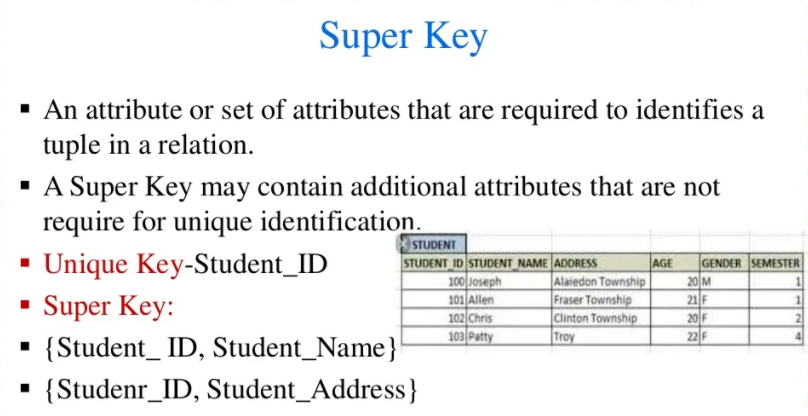 Super Key
▪ An attribute or set of attributes that are required to identifies a
tuple in a relation.
▪ A Super Key may contain additional attributes that are not
require for unique identification.
▪ Unique Key-Student_ID
▪ Super Key:
▪ {Student_ ID, Student_Name}
▪ {Studenr_ID, Student_Address}
STUDENT
STUDENT_ID STUDENT_NAME ADDRESS AGE GENDER SEMESTER
100 Joseph Alaiedon Township 20 M 1
101 Allen Fraser Township 21 F 1
102 Chris Clinton Township 20 F 2
103 Patty Troy 22 F 4